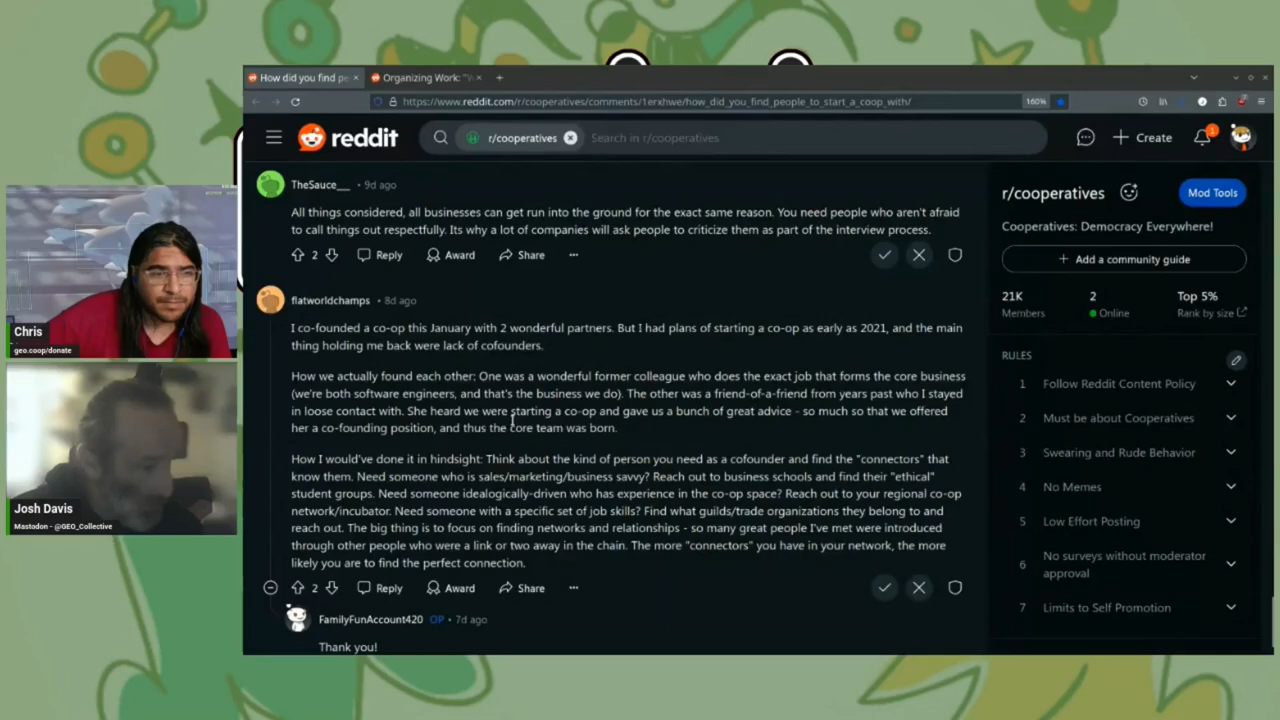 How did you find pe
Organizing Work: "
https://www.reddit.com/r/cooperatives/comments/1erxhwe/how_did_you_find_people_to_start_a_coop_with/
160%
reddit
r/cooperatives
Search in r/cooperatives
Create
1
TheSauce__ • 9d ago
All things considered, all businesses can get run into the ground for the exact same reason. You need people who aren't afraid
to call things out respectfully. Its why a lot of companies will ask people to criticize them as part of the interview process.
2
Reply
Award
Share
flatworldchamps • 8d ago
I co-founded a co-op this January with 2 wonderful partners. But I had plans of starting a co-op as early as 2021, and the main
thing holding me back were lack of cofounders.
How we actually found each other: One was a wonderful former colleague who does the exact job that forms the core business
(we're both software engineers, and that's the business we do). The other was a friend-of-a-friend from years past who I stayed
in loose contact with. She heard we were starting a co-op and gave us a bunch of great advice - so much so that we offered
her a co-founding position, and thus the core team was born.
How I would've done it in hindsight: Think about the kind of person you need as a cofounder and find the "connectors" that
know them. Need someone who is sales/marketing/business savvy? Reach out to business schools and find their "ethical"
student groups. Need someone idealogically-driven who has experience in the co-op space? Reach out to your regional co-op
network/incubator. Need someone with a specific set of job skills? Find what guilds/trade organizations they belong to and
reach out. The big thing is to focus on finding networks and relationships - so many great people I've met were introduced
through other people who were a link or two away in the chain. The more "connectors" you have in your network, the more
likely you are to find the perfect connection.
2
Reply
Award
Share
FamilyFunAccount420 OP • 7d ago
Thank you!
r/cooperatives
Mod Tools
Cooperatives: Democracy Everywhere!
Add a community guide
21K
Members
2
Online
Top 5%
Rank by size
RULES
1 Follow Reddit Content Policy
2 Must be about Cooperatives
3 Swearing and Rude Behavior
4 No Memes
5 Low Effort Posting
6 No surveys without moderator
approval
7 Limits to Self Promotion
Chris
geo.coop/donate
Josh Davis
Mastodon - @GEO_Collective